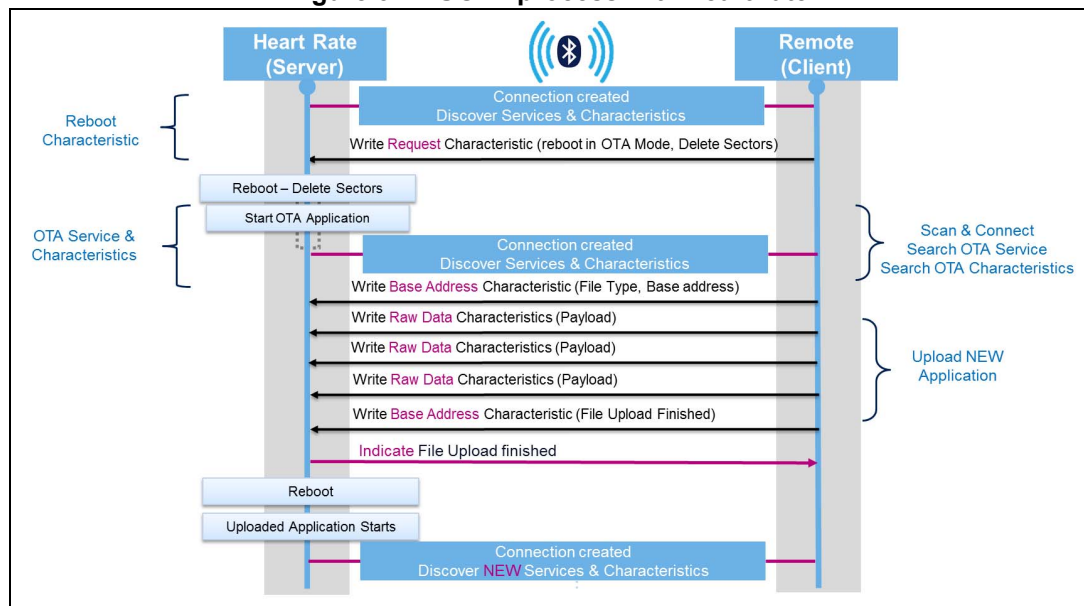 Heart Rate
(Server)
Remote
(Client)
Connection created
Discover Services & Characteristics
Reboot
Characteristic
Write Request Characteristic (reboot in OTA Mode, Delete Sectors)
Reboot – Delete Sectors
Start OTA Application
OTA Service &
Characteristics
Scan & Connect
Search OTA Service
Search OTA Characteristics
Connection created
Discover Services & Characteristics
Write Base Address Characteristic (File Type, Base address)
Write Raw Data Characteristics (Payload)
Write Raw Data Characteristics (Payload)
Write Raw Data Characteristics (Payload)
Upload NEW
Application
Write Base Address Characteristic (File Upload Finished)
Indicate File Upload finished
Reboot
Uploaded Application Starts
Connection created
Discover NEW Services & Characteristics